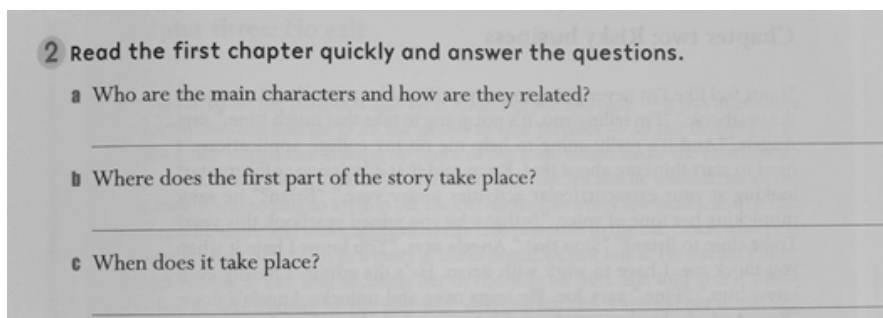 2 Read the first chapter quickly and answer the questions.
a Who are the main characters and how are they related?
b Where does the first part of the story take place?
c When does it take place?